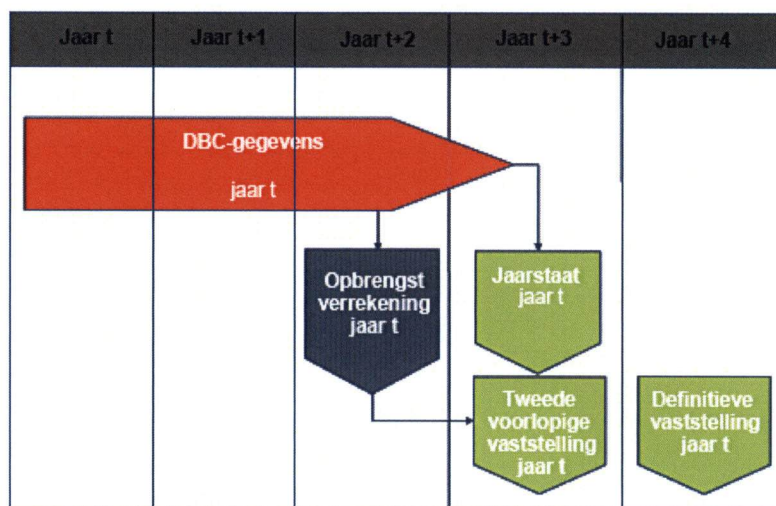 Jaar t
Jaar t+1
Jaar t+2
Jaar t+3
Jaar t+4
DBC-gegevens
jaar t
Opbrengst
verrekening
jaar t
Jaarstaat
jaar t
Tweede
voorlopige
vaststelling
jaar t
Definitieve
vaststelling
jaar t